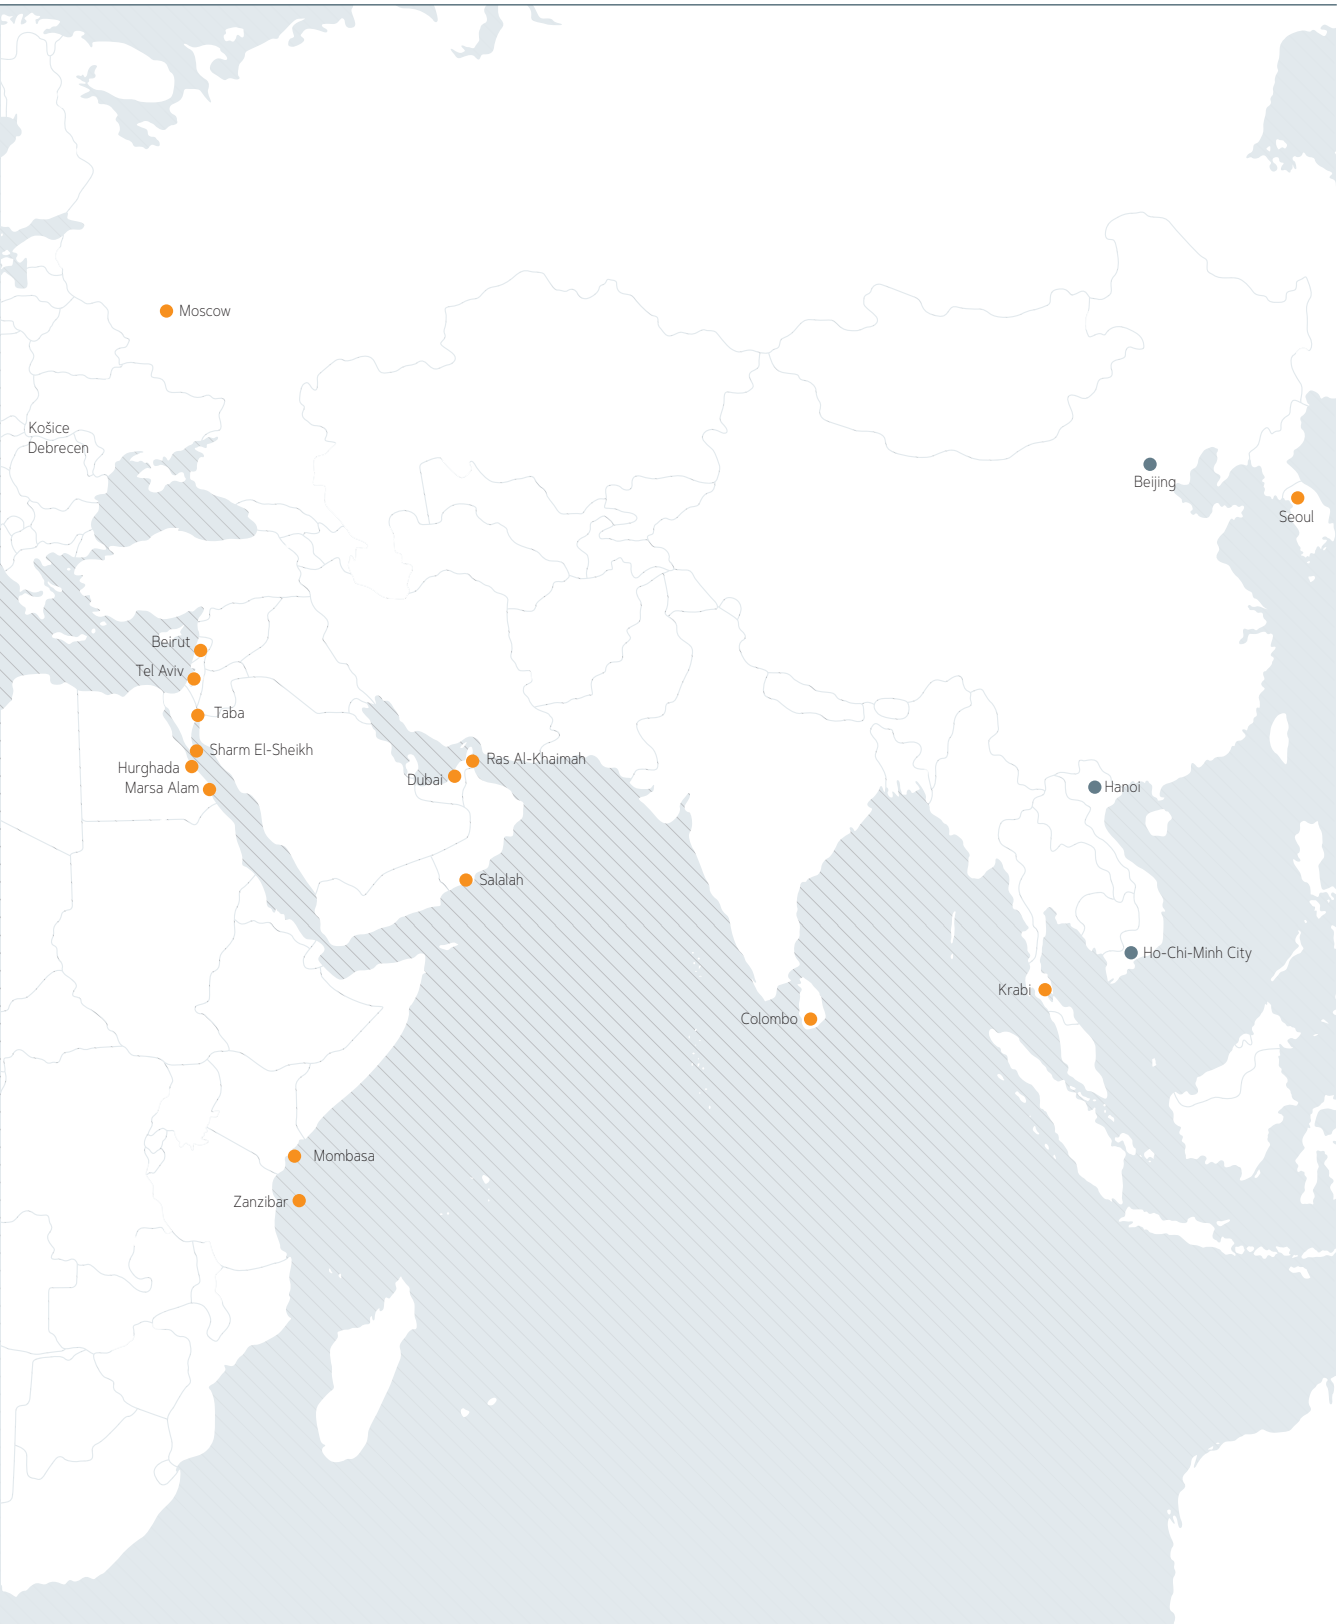 Moscow
Košice
Debrecen
Beijing
Seoul
Beirut
Tel Aviv
Taba
Sharm El-Sheikh
Hurghada
Marsa Alam
Ras Al-Khaimah
Dubai
Hanoi
Salalah
Ho-Chi-Minh City
Krabi
Colombo
Mombasa
Zanzibar